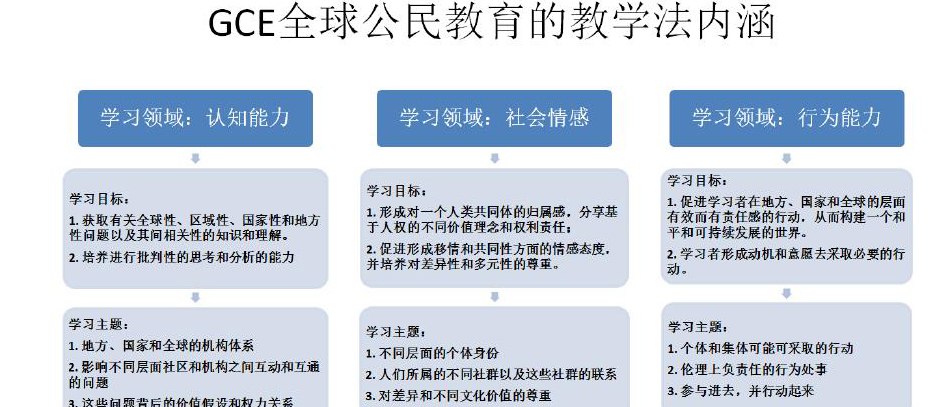 GCE全球公民教育的教学法内涵
学习领域：认知能力
学习目标：
1. 获取有关全球性、区域性、国家性和地方
性问题以及其间相关性的知识和理解。
2. 培养进行批判性的思考和分析的能力
学习主题：
1. 地方、国家和全球的机构体系
2. 影响不同层面社区和机构之间互动和互通
的问题
3. 这些问题背后的价值假设和权力关系
学习领域：社会情感
学习目标：
1. 形成对一个人类共同体的归属感，分享基
于人权的不同价值理念和权利责任；
2. 促进形成移情和共同性方面的情感态度，
并培养对差异性和多元性的尊重。
学习主题：
1. 不同层面的个体身份
2. 人们所属的不同社群以及这些社群的联系
3. 对差异和不同文化价值的尊重
学习领域：行为能力
学习目标：
1. 促进学习者在地方、国家和全球的层面
有效而有责任感的行动，从而构建一个和
平和可持续发展的世界。
2. 学习者形成动机和意愿去采取必要的行
动。
学习主题：
1. 个体和集体可能可采取的行动
2. 伦理上负责任的行为处事
3. 参与进去，并行动起来